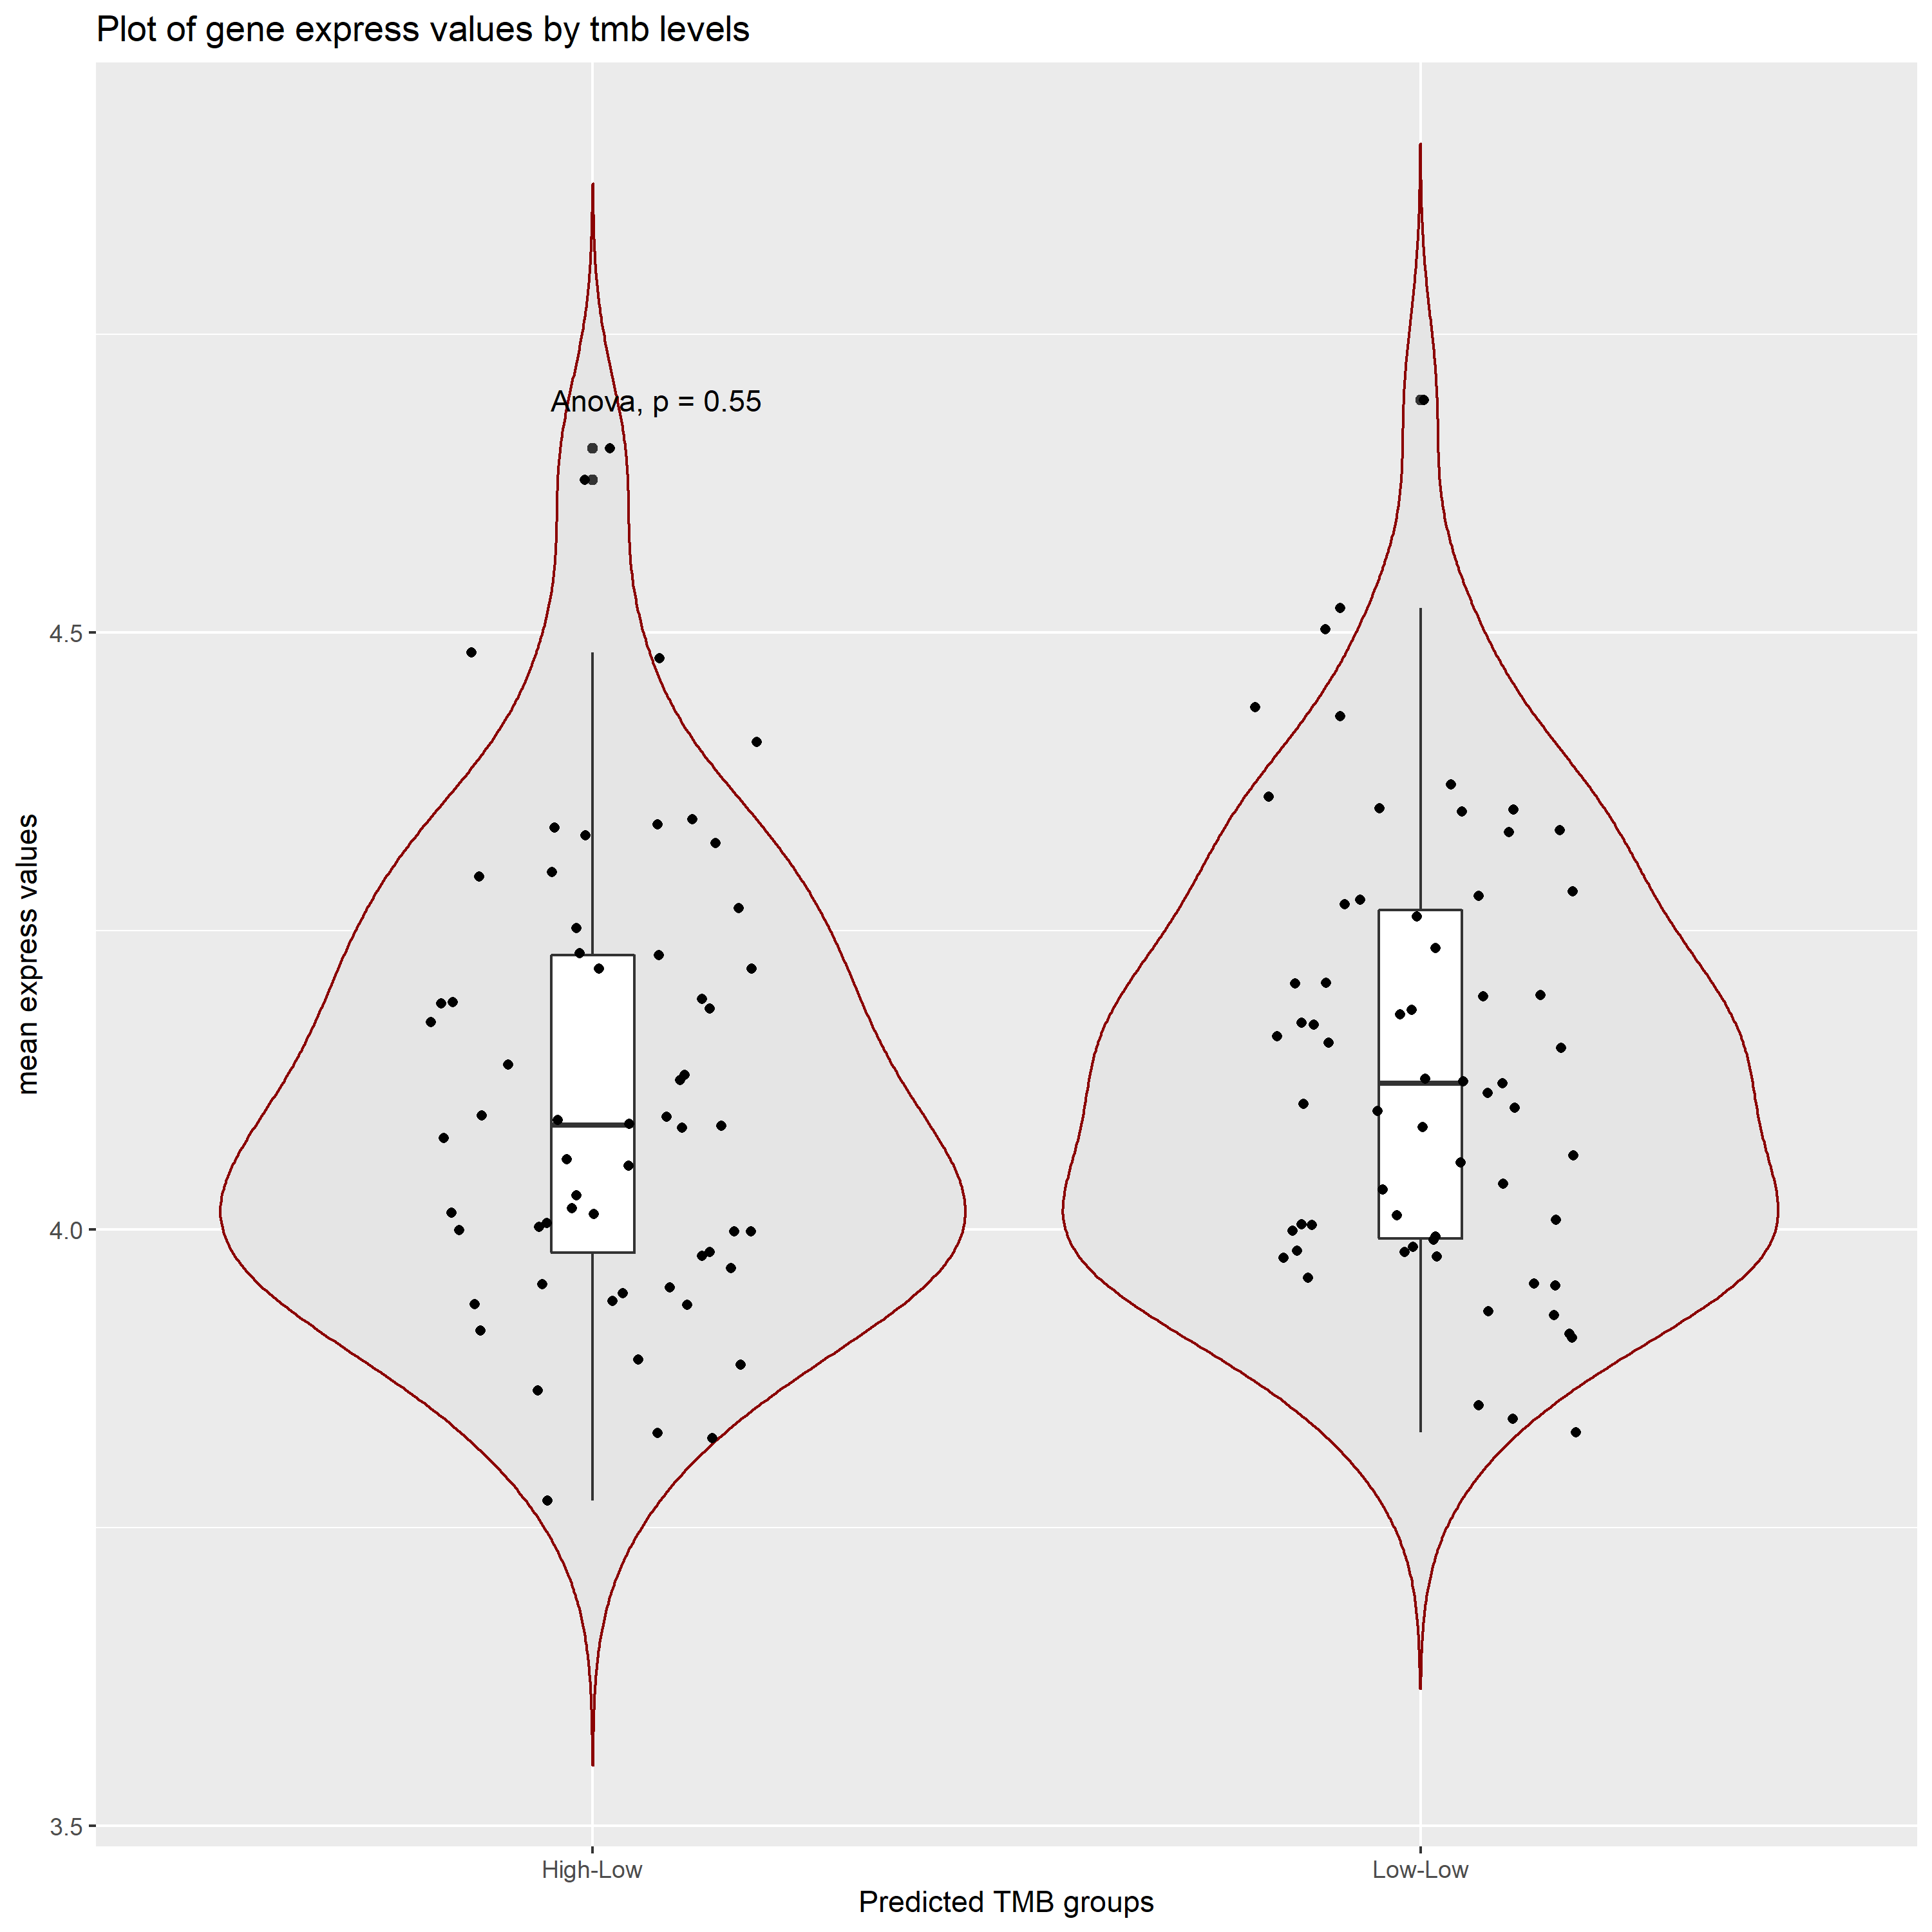 Plot of gene express values by tmb levels
Anova, p = 0.55
4.5
4.0
3.5
mean express values
High-Low
Low-Low
Predicted TMB groups